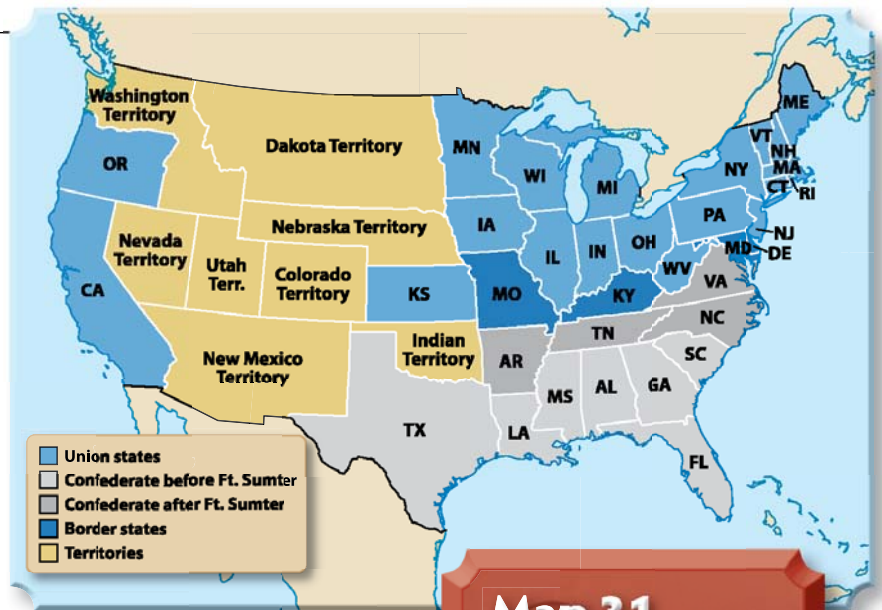 Washington
Territory
OR
Dakota Territory
MN
WI
MI
ME
VT
NH
MA
NY
CT
RI
Nebraska Territory
IA
PA
NJ
Nevada
Territory
Utah
Terr.
Colorado
Territory
IL
IN
OH
MD
DE
CA
KS
MO
KY
WV
VA
NC
TN
New Mexico
Territory
Indian
Territory
AR
SC
MS
AL
GA
TX
LA
FL
Union states
Confederate before Ft. Sumter
Confederate after Ft. Sumter
Border states
Territories
Map 31